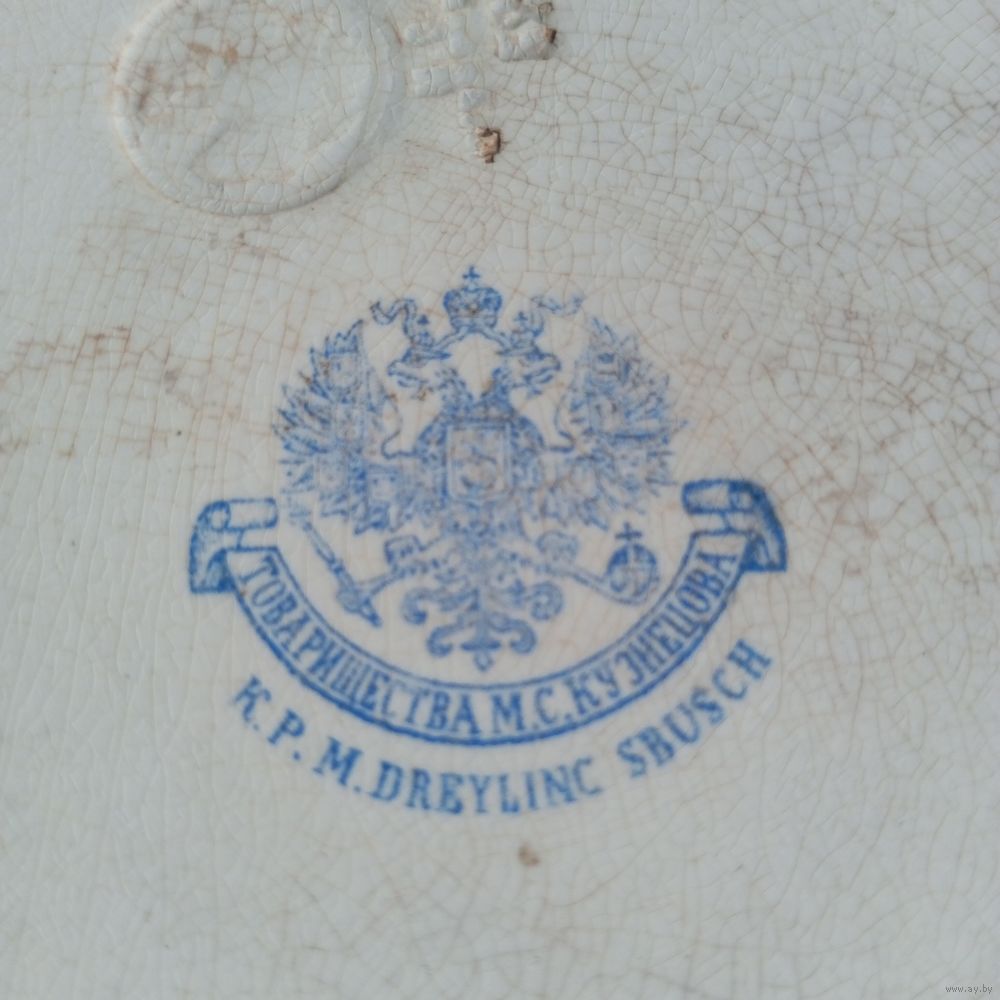 ТОВАРИЩЕСТВА М.С.КУЗНЕЦОВА
K.P.M.DREYLINC SBUSCH
www.ay.by